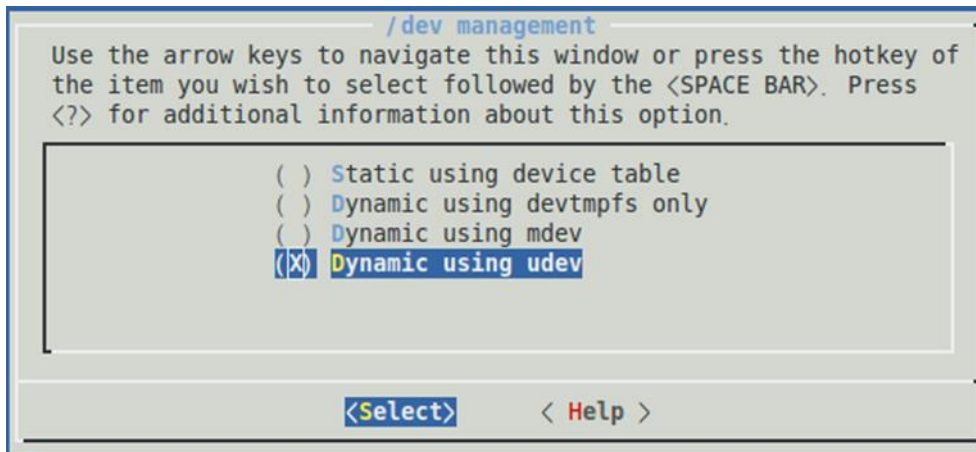 /dev management
Use the arrow keys to navigate this window or press the hotkey of
the item you wish to select followed by the <SPACE BAR>. Press
<?> for additional information about this option.
( ) Static using device table
( ) Dynamic using devtmpfs only
( ) Dynamic using mdev
(X) Dynamic using udev
<Select> < Help >